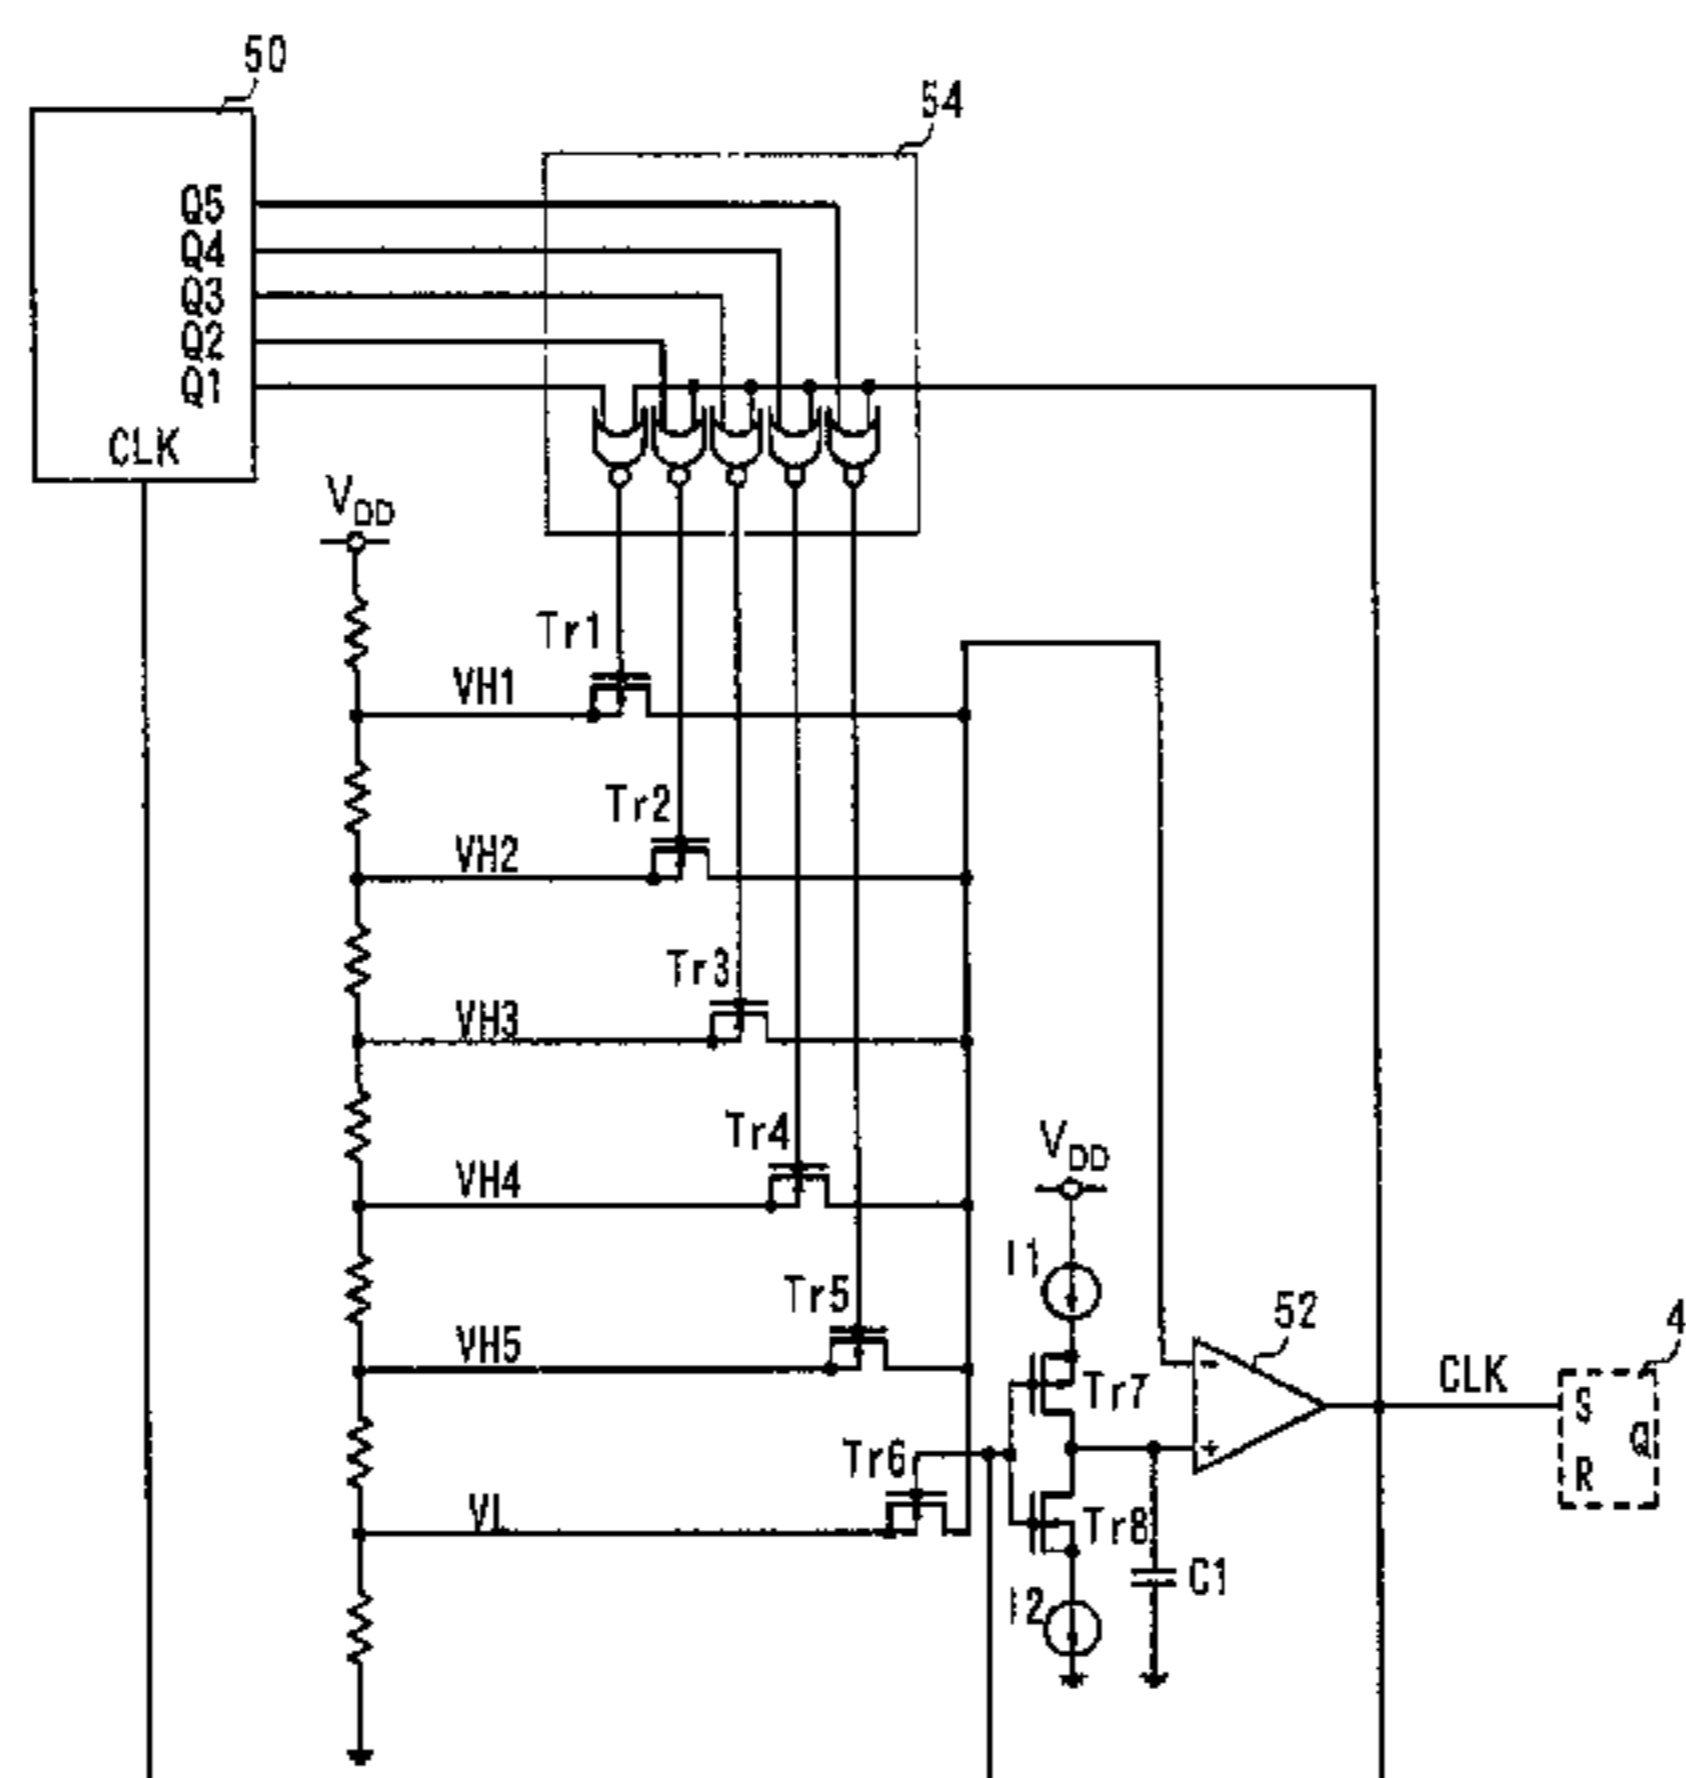 50
54
Q5
Q4
Q3
Q2
Q1
CLK
VDD
Tr1
VH1
Tr2
VH2
Tr3
VH3
Tr4
VH4
VDD
I1
Tr5
VH5
52
4
CLK
S
Q
R
Tr7
Tr6
VL
Tr8
C1
I2
-
+